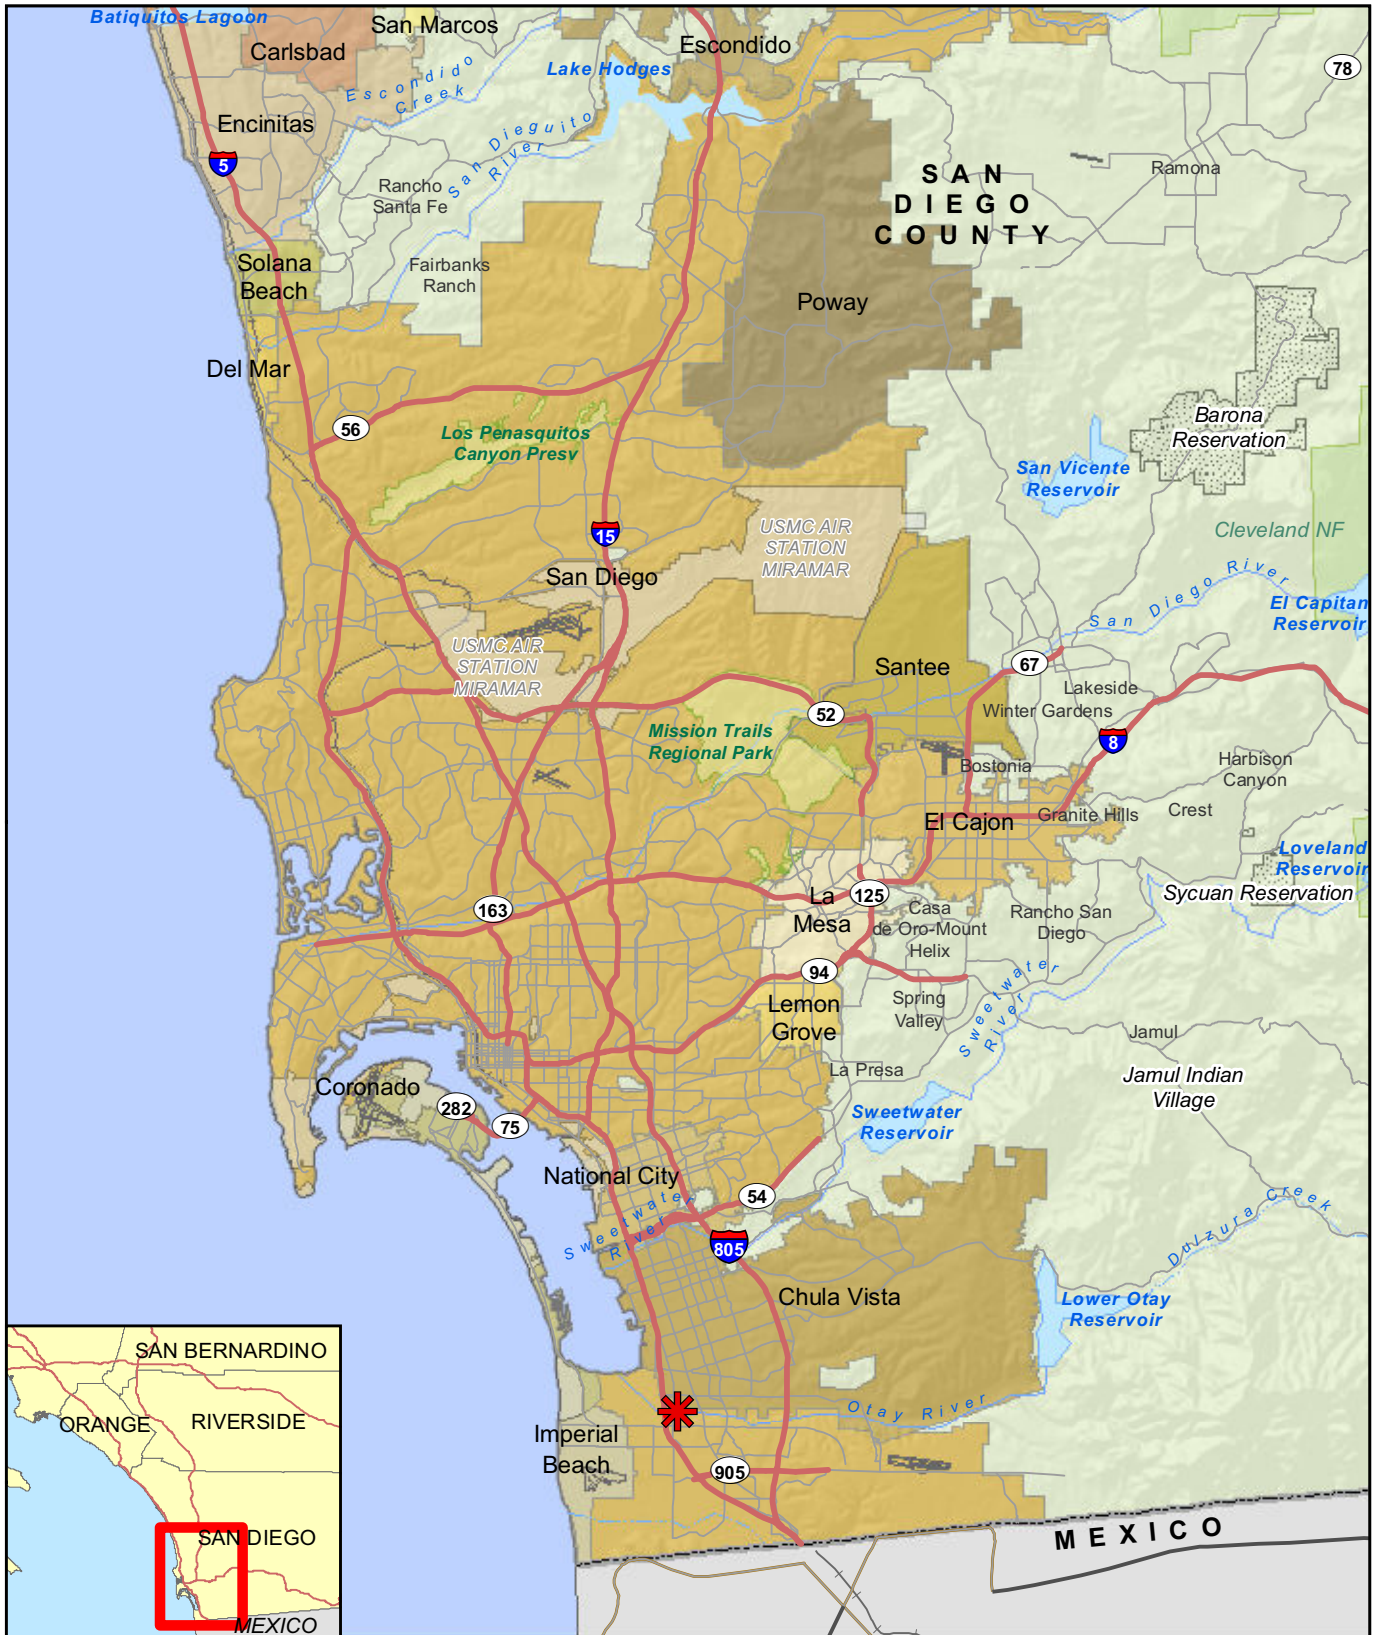 Batiquitos Lagoon
San Marcos
Carlsbad
Escondido
Lake Hodges
Escondido
Creek
78
Encinitas
San Dieguito
River
5
Rancho
Santa Fe
SAN
DIEGO
COUNTY
Ramona
Solana
Beach
Fairbanks
Ranch
Poway
Del Mar
56
Los Penasquitos
Canyon Presv
Barona
Reservation
San Vicente
Reservoir
15
USMC AIR
STATION
MIRAMAR
Cleveland NF
San Diego
San Diego River
El Capitan
Reservoir
USMC AIR
STATION
MIRAMAR
Santee
67
Lakeside
Winter Gardens
52
Mission Trails
Regional Park
8
Bostonia
Harbison
Canyon
El Cajon
Granite Hills
Crest
Loveland
Reservoir
Sycuan Reservation
163
La
Mesa
125
Casa
de Oro-Mount
Helix
Rancho San
Diego
94
Sweetwater
River
Lemon
Grove
Spring
Valley
Jamul
La Presa
Jamul Indian
Village
Coronado
282
75
Sweetwater
Reservoir
National City
54
Sweetwater
River
805
Dulzura Creek
Chula Vista
Lower Otay
Reservoir
Otay River
Imperial
Beach
905
MEXICO
SAN BERNARDINO
ORANGE
RIVERSIDE
SAN DIEGO
MEXICO